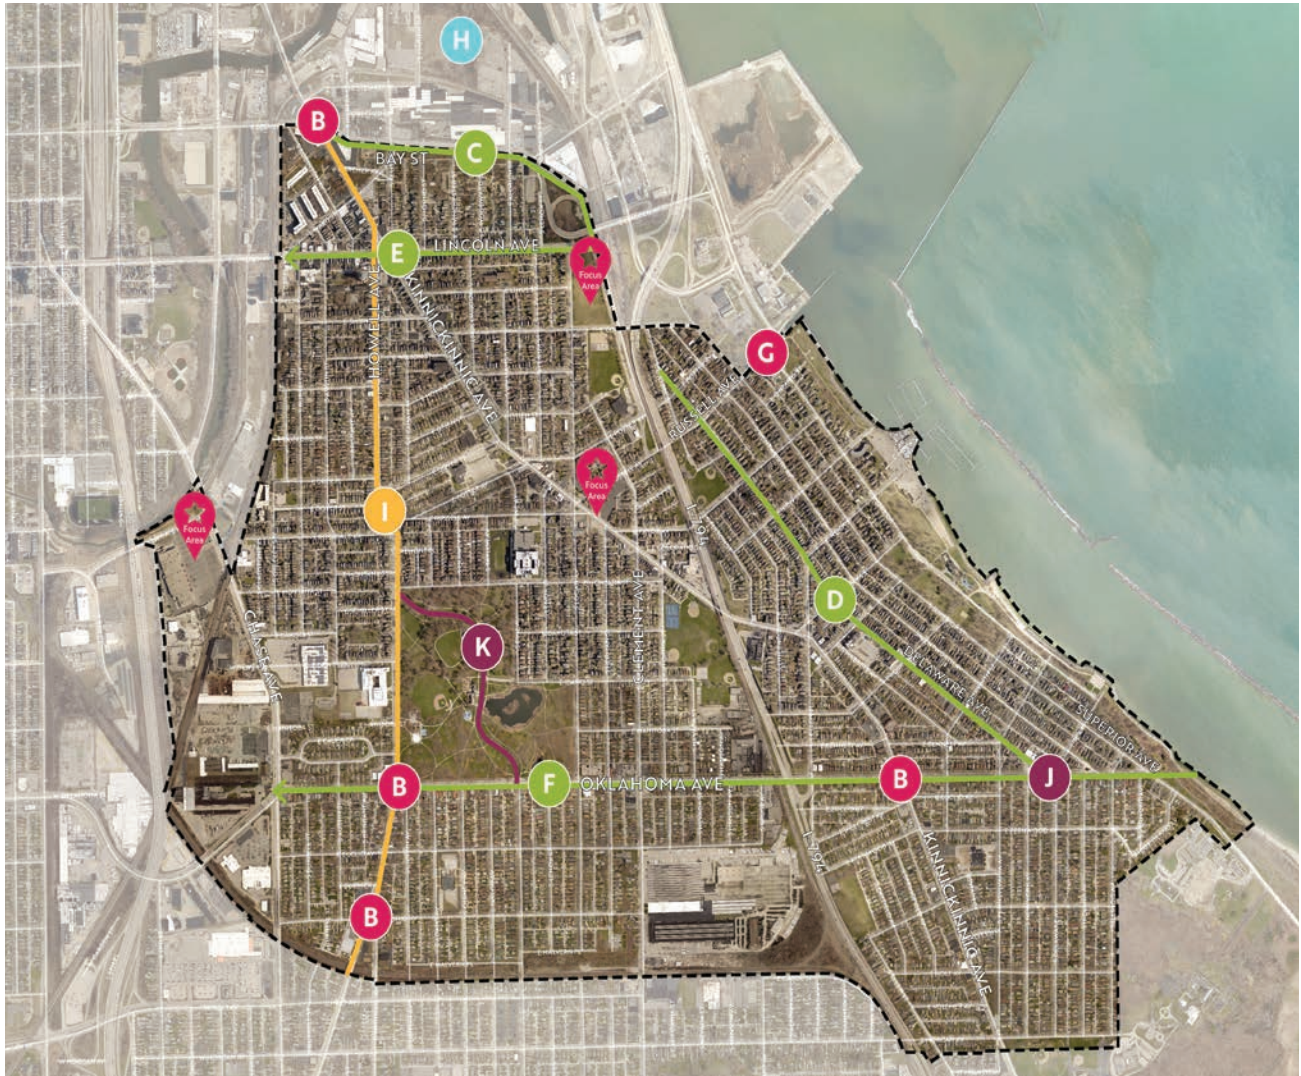 H
B
BAY ST
C
E
LINCOLN AVE
Focus
Area
HOWELL AVE
KINNICKINNIC AVE
G
RUSSELL AVE
Focus
Area
Focus
Area
I
I-794
D
CHASE AVE
K
CLEMENT AVE
DELAWARE AVE
SUPERIOR AVE
B
F
OKLAHOMA AVE
B
J
I-794
KINNICKINNIC AVE
B